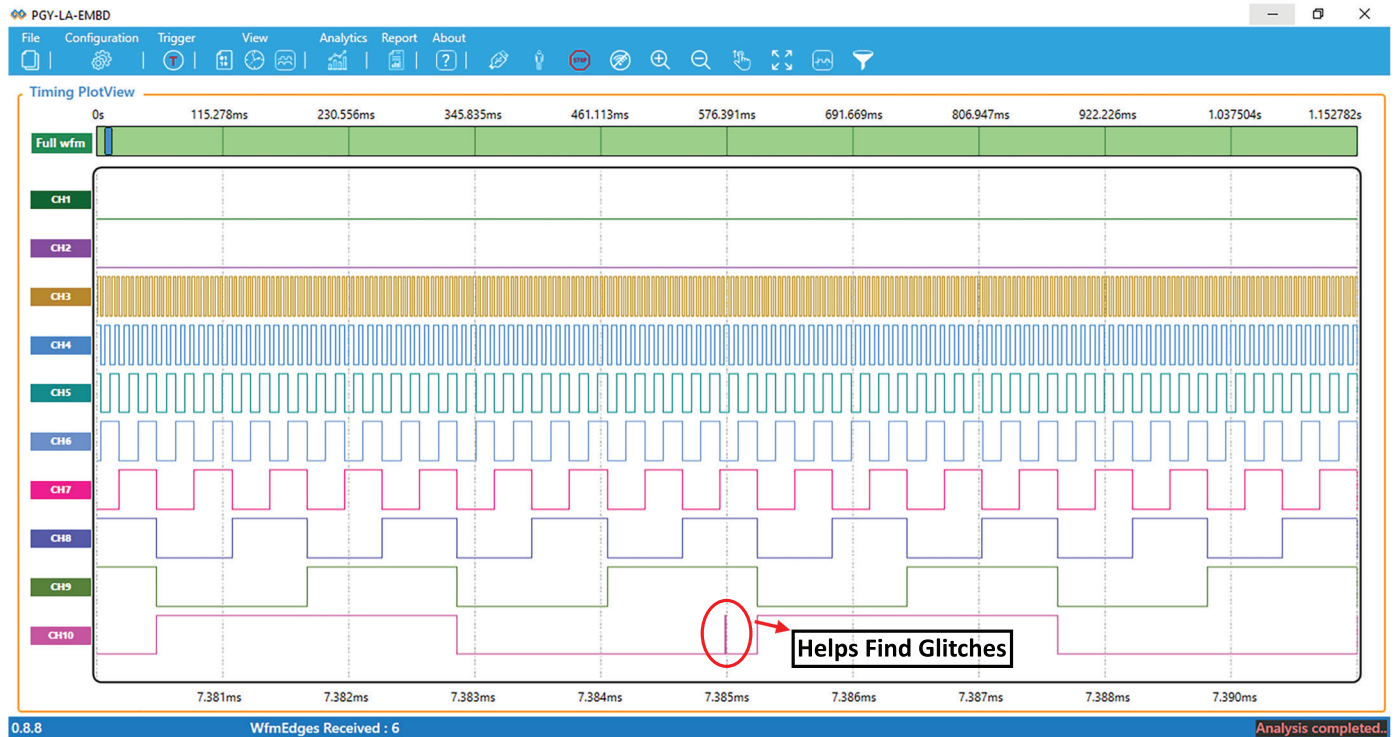 PGY-LA-EMBD
File Configuration Trigger View Analytics Report About
T ? STOP
Timing PlotView
0s 115.278ms 230.556ms 345.835ms 461.113ms 576.391ms 691.669ms 806.947ms 922.226ms 1.037504s 1.152782s
Full wfm
CH1
CH2
CH3
CH4
CH5
CH6
CH7
CH8
CH9
CH10
Helps Find Glitches
7.381ms 7.382ms 7.383ms 7.384ms 7.385ms 7.386ms 7.387ms 7.388ms 7.390ms
0.8.8 WfmEdges Received : 6 Analysis completed..